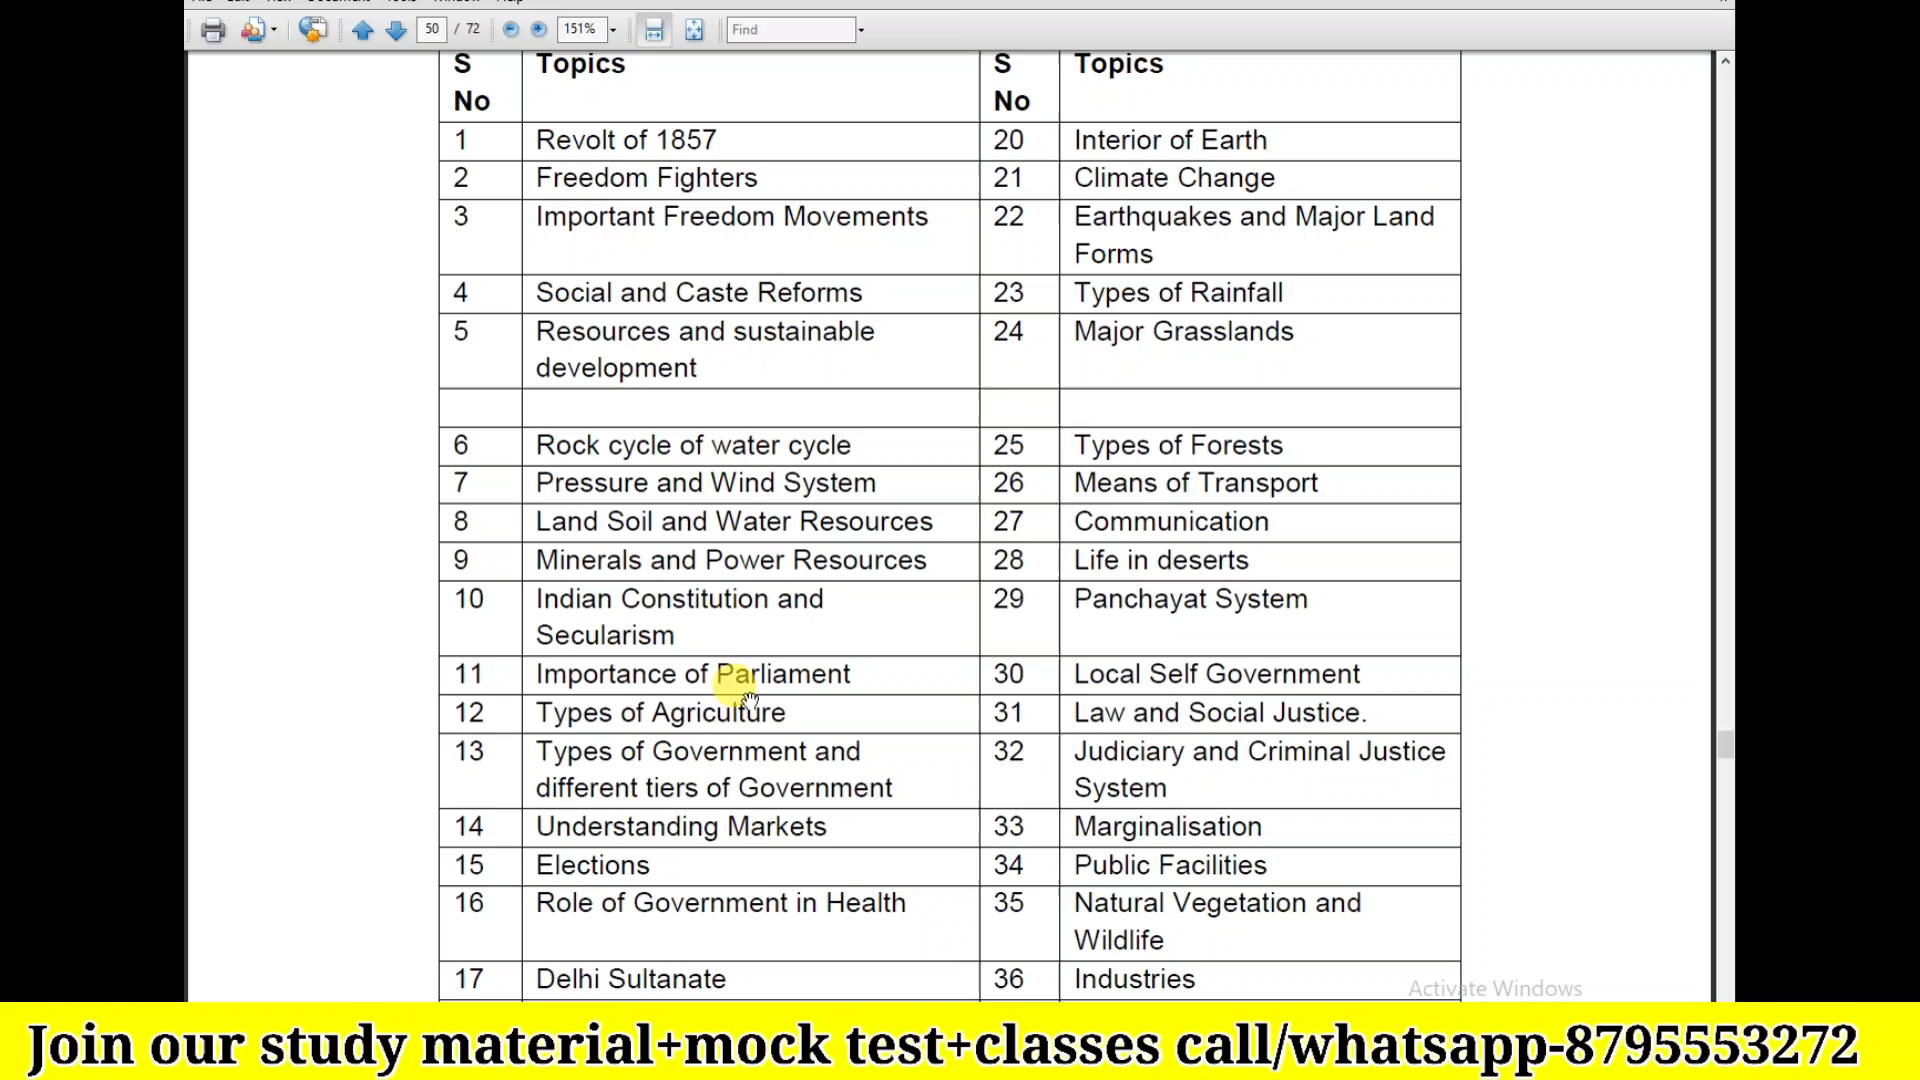 50 / 72 151% Find
S No Topics S No Topics
1 Revolt of 1857 20 Interior of Earth
2 Freedom Fighters 21 Climate Change
3 Important Freedom Movements 22 Earthquakes and Major Land
Forms
4 Social and Caste Reforms 23 Types of Rainfall
5 Resources and sustainable 24 Major Grasslands
development
6 Rock cycle of water cycle 25 Types of Forests
7 Pressure and Wind System 26 Means of Transport
8 Land Soil and Water Resources 27 Communication
9 Minerals and Power Resources 28 Life in deserts
10 Indian Constitution and 29 Panchayat System
Secularism
11 Importance of Parliament 30 Local Self Government
12 Types of Agriculture 31 Law and Social Justice.
13 Types of Government and 32 Judiciary and Criminal Justice
different tiers of Government System
14 Understanding Markets 33 Marginalisation
15 Elections 34 Public Facilities
16 Role of Government in Health 35 Natural Vegetation and
Wildlife
17 Delhi Sultanate 36 Industries
Activate Windows
Join our study material+mock test+classes call/whatsapp-8795553272